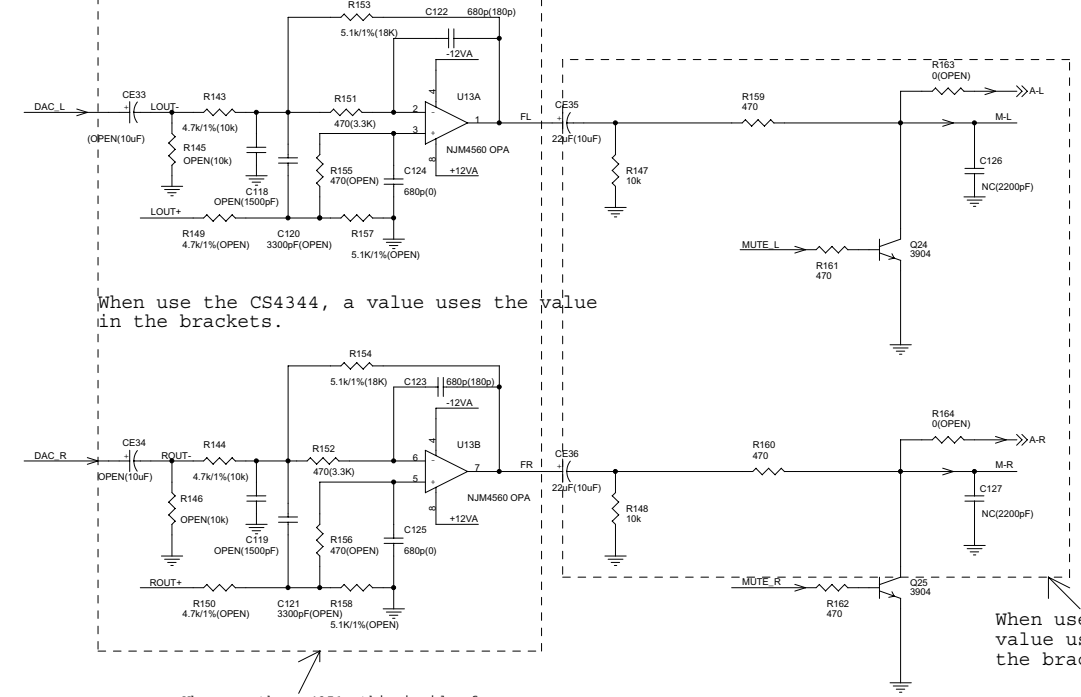 R153
C122 680p(180p)
5.1k/1%(18K)
-12VA
4
R163
0(OPEN)
A-L
CE33
+
DAC_L
LOUT-
R143
4.7k/1%(10k)
(OPEN(10uF)
R145
OPEN(10k)
R151
470(3.3K)
2
-
3
+
U13A
1
FL
NJM4560 OPA
8
+12VA
CE35
+
22uF(10uF)
R159
470
M-L
R147
10k
C126
NC(2200pF)
R155
470(OPEN)
C124
680p(0)
C118
OPEN(1500pF)
LOUT+
R149
4.7k/1%(OPEN)
C120
3300pF(OPEN)
R157
5.1K/1%(OPEN)
MUTE_L
R161
470
Q24
3904
When use the CS4344, a value uses the value
in the brackets.
R154
5.1k/1%(18K)
C123 680p(180p)
-12VA
4
R164
0(OPEN)
A-R
CE34
+
DAC_R
ROUT-
R144
4.7k/1%(10k)
OPEN(10uF)
R146
OPEN(10k)
R152
470(3.3K)
6
-
5
+
U13B
7
FR
NJM4560 OPA
8
+12VA
CE36
+
22uF(10uF)
R160
470
M-R
R148
10k
C127
NC(2200pF)
R156
470(OPEN)
C125
680p(0)
C119
OPEN(1500pF)
ROUT+
R150
4.7k/1%(OPEN)
C121
3300pF(OPEN)
R158
5.1K/1%(OPEN)
MUTE_R
R162
470
Q25
3904
When use
value us
the brac